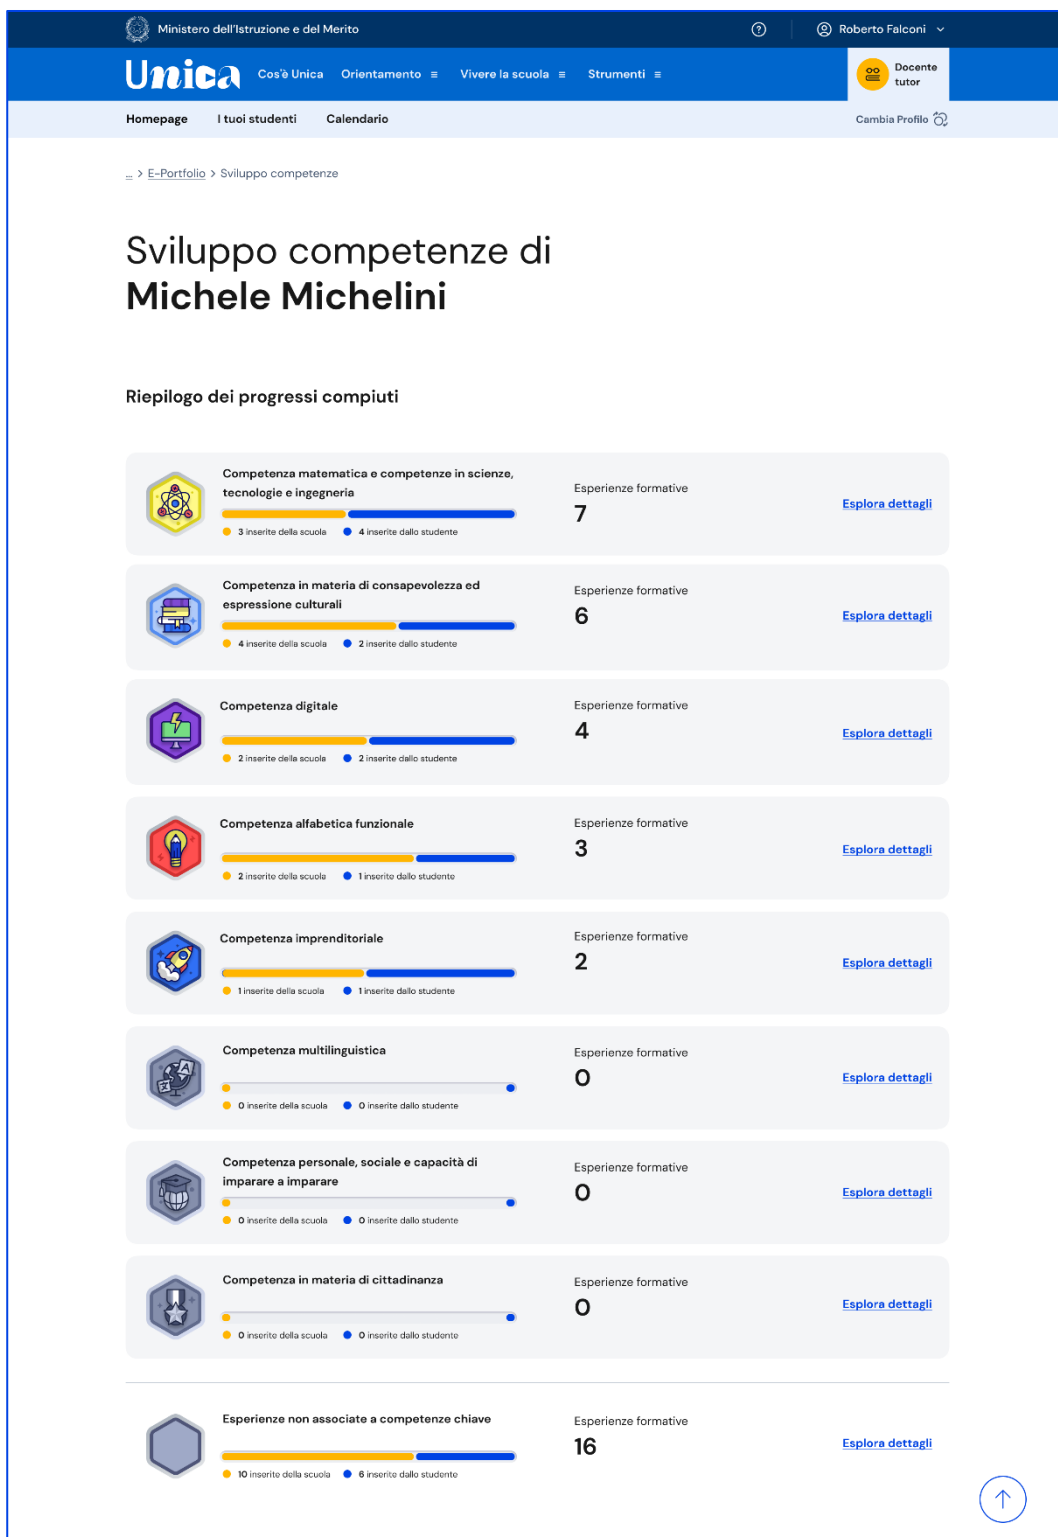 Ministero dell'Istruzione e del Merito
Roberto Falconi
Unica
Cos'è Unica Orientamento Vivere la scuola Strumenti
Docente
tutor
Homepage I tuoi studenti Calendario
Cambia Profilo
... > E-Portfolio > Sviluppo competenze
Sviluppo competenze di
Michele Michelini
Riepilogo dei progressi compiuti
Competenza matematica e competenze in scienze,
tecnologie e ingegneria
3 inserite della scuola 4 inserite dallo studente
Esperienze formative
7
Esplora dettagli
Competenza in materia di consapevolezza ed
espressione culturali
4 inserite della scuola 2 inserite dallo studente
Esperienze formative
6
Esplora dettagli
Competenza digitale
2 inserite della scuola 2 inserite dallo studente
Esperienze formative
4
Esplora dettagli
Competenza alfabetica funzionale
2 inserite della scuola 1 inserite dallo studente
Esperienze formative
3
Esplora dettagli
Competenza imprenditoriale
1 inserite della scuola 1 inserite dallo studente
Esperienze formative
2
Esplora dettagli
Competenza multilinguistica
0 inserite della scuola 0 inserite dallo studente
Esperienze formative
0
Esplora dettagli
Competenza personale, sociale e capacità di
imparare a imparare
0 inserite della scuola 0 inserite dallo studente
Esperienze formative
0
Esplora dettagli
Competenza in materia di cittadinanza
0 inserite della scuola 0 inserite dallo studente
Esperienze formative
0
Esplora dettagli
Esperienze non associate a competenze chiave
10 inserite della scuola 6 inserite dallo studente
Esperienze formative
16
Esplora dettagli